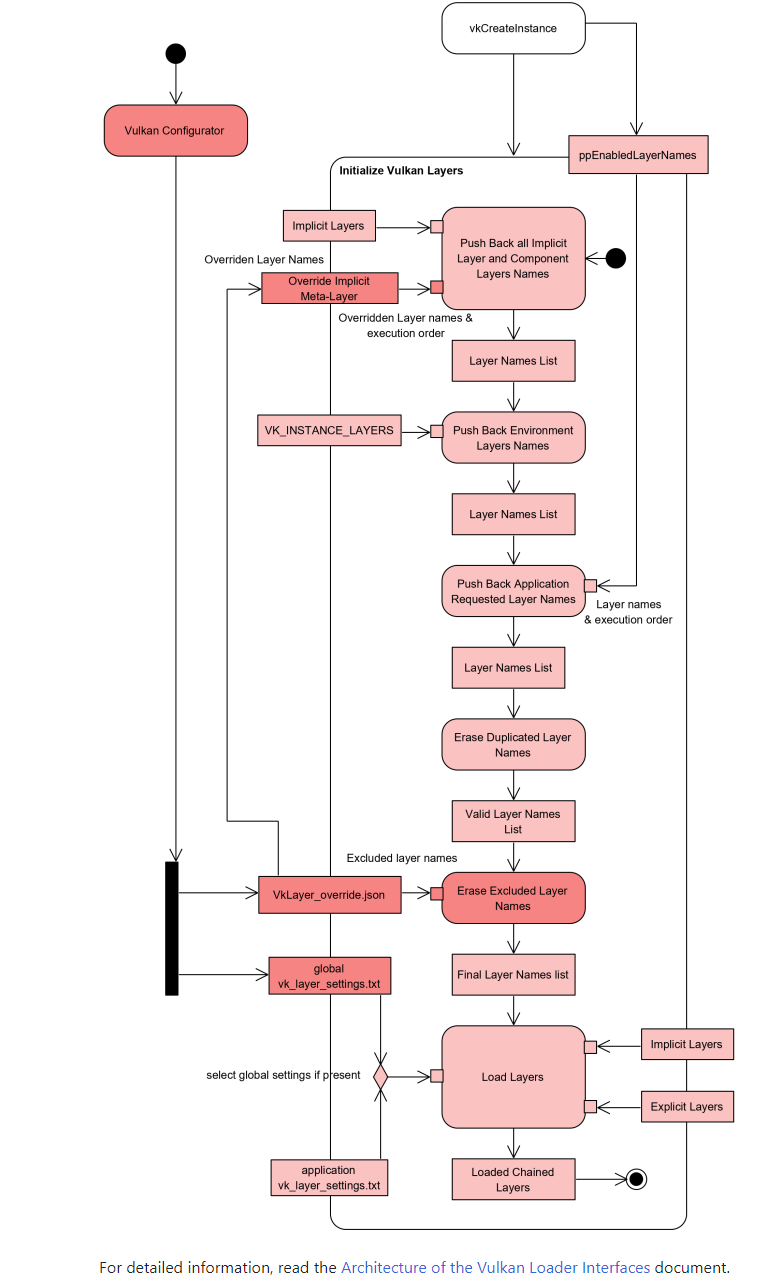 vkCreateInstance
Vulkan Configurator
ppEnabledLayerNames
Initialize Vulkan Layers
Implicit Layers
Push Back all Implicit
Layer and Component
Layers Names
Overriden Layer Names
Override Implicit
Meta-Layer
Overridden Layer names &
execution order
Layer Names List
VK_INSTANCE_LAYERS
Push Back Environment
Layers Names
Layer Names List
Push Back Application
Requested Layer Names
Layer names
& execution order
Layer Names List
Erase Duplicated Layer
Names
Valid Layer Names
List
Excluded layer names
VkLayer_override.json
Erase Excluded Layer
Names
global
vk_layer_settings.txt
Final Layer Names list
Implicit Layers
select global settings if present
Load Layers
Explicit Layers
application
vk_layer_settings.txt
Loaded Chained
Layers
For detailed information, read the Architecture of the Vulkan Loader Interfaces document.